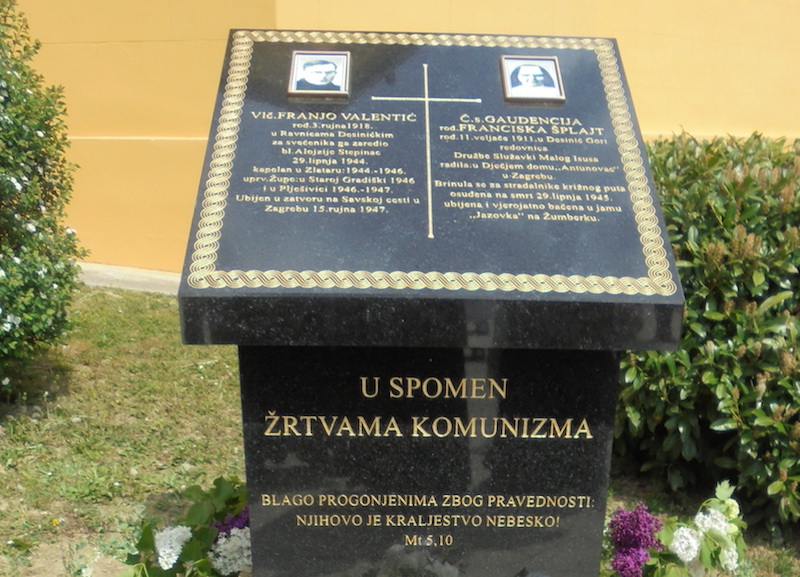 Vlč. FRANJO VALENTIĆ
rođ.3.rujna1918.
u Ravnicama Desinićkim
za svećenika ga zaredio
bl.Alojzije Stepinac
29.lipnja 1944.
kapelan u Zlataru:1944.-1946.
uprv.Župe:u Staroj Gradiški 1946
i u Plješivici 1946.-1947.
Ubijen u zatvoru na Savskoj cesti u
Zagrebu 15.rujna 1947.
Č.s.GAUDENCIJA
rođ.FRANCISKA ŠPLAJT
rođ.11.veljače 1911.u Desinić Gori
redovnica
Družbe Služavki Malog Isusa
radila:u Dječjem domu,,Antunovac"
u Zagrebu.
Brinula se za stradalnike križnog puta
osuđena na smrt 29.lipnja 1945.
ubijena i vjerojatno bačena u jamu
,,Jazovka" na Žumberku.
U SPOMEN
ŽRTVAMA KOMUNIZMA
BLAGO PROGONJENIMA ZBOG PRAVEDNOSTI:
NJIHOVO JE KRALJESTVO NEBESKO!
Mt 5,10